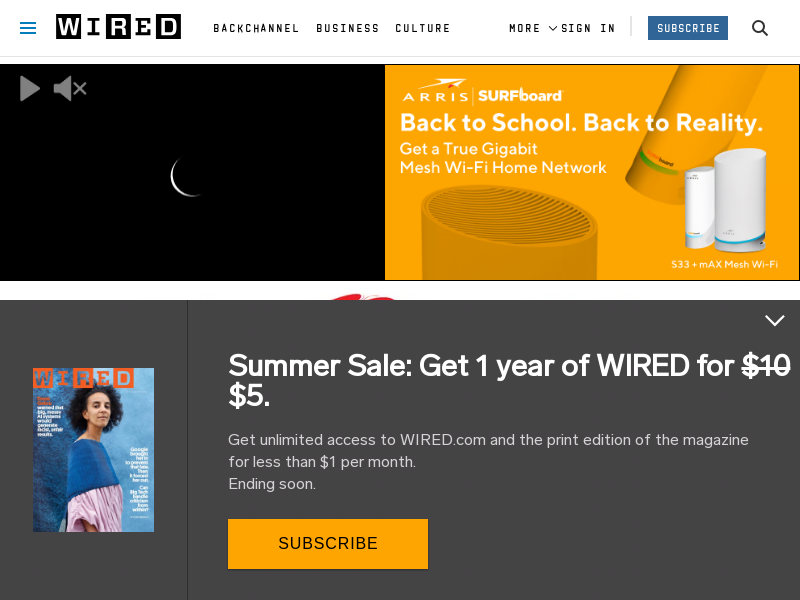 WIRED
BACKCHANNEL BUSINESS CULTURE MORE SIGN IN SUBSCRIBE
ARRIS SURFboard
Back to School. Back to Reality.
Get a True Gigabit
Mesh Wi-Fi Home Network
S33 + mAX Mesh Wi-Fi
WIRED
Summer Sale: Get 1 year of WIRED for $10
$5.
Get unlimited access to WIRED.com and the print edition of the magazine
for less than $1 per month.
Ending soon.
SUBSCRIBE